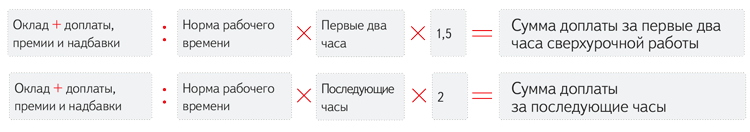 Оклад + доплаты, премии и надбавки : Норма рабочего времени × Первые два часа × 1,5 = Сумма доплаты за первые два часа сверхурочной работы
Оклад + доплаты, премии и надбавки : Норма рабочего времени × Последующие часы × 2 = Сумма доплаты за последующие часы